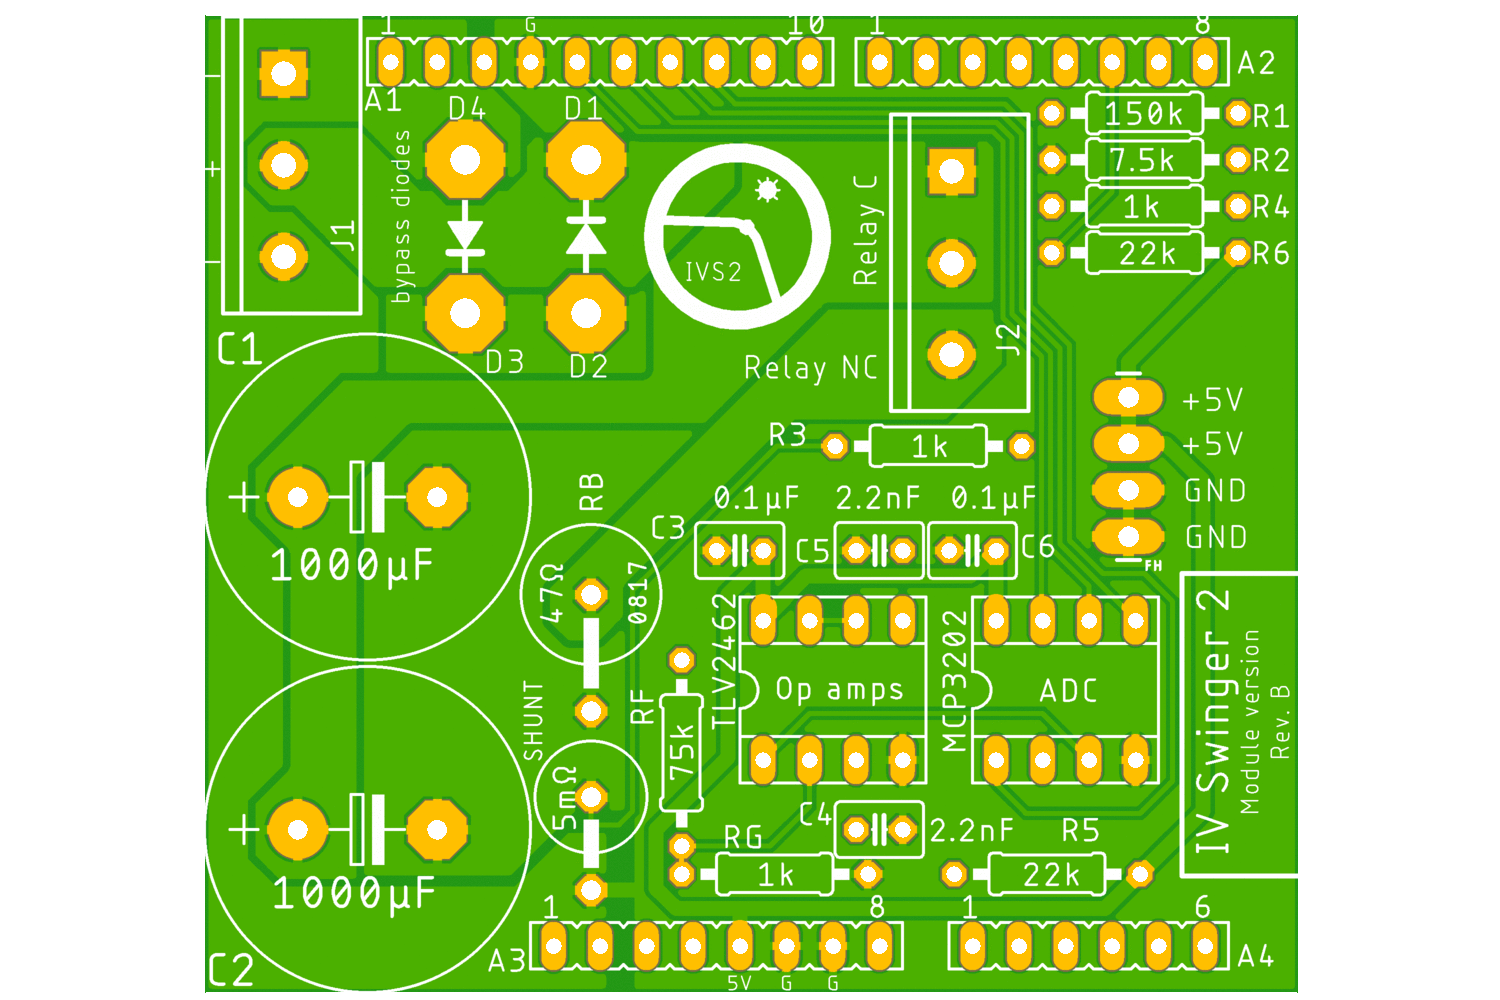 1
G
10
1
8
A1
A2
D4
D1
150k
R1
7.5k
R2
1k
R4
22k
R6
bypass diodes
J1
+
IVS2
Relay C
J2
C1
D3
D2
Relay NC
+5V
+5V
GND
GND
FH
R3
1k
RB
0.1µF
2.2nF
0.1µF
C3
C5
C6
+
1000µF
47Ω
0817
TLV2462
MCP3202
Op amps
ADC
RF
SHUNT
75k
5mΩ
IV Swinger 2
Module version
Rev. B
C4
2.2nF
R5
RG
1k
22k
+
1000µF
C2
1
8
1
6
A3
A4
5V
G
G